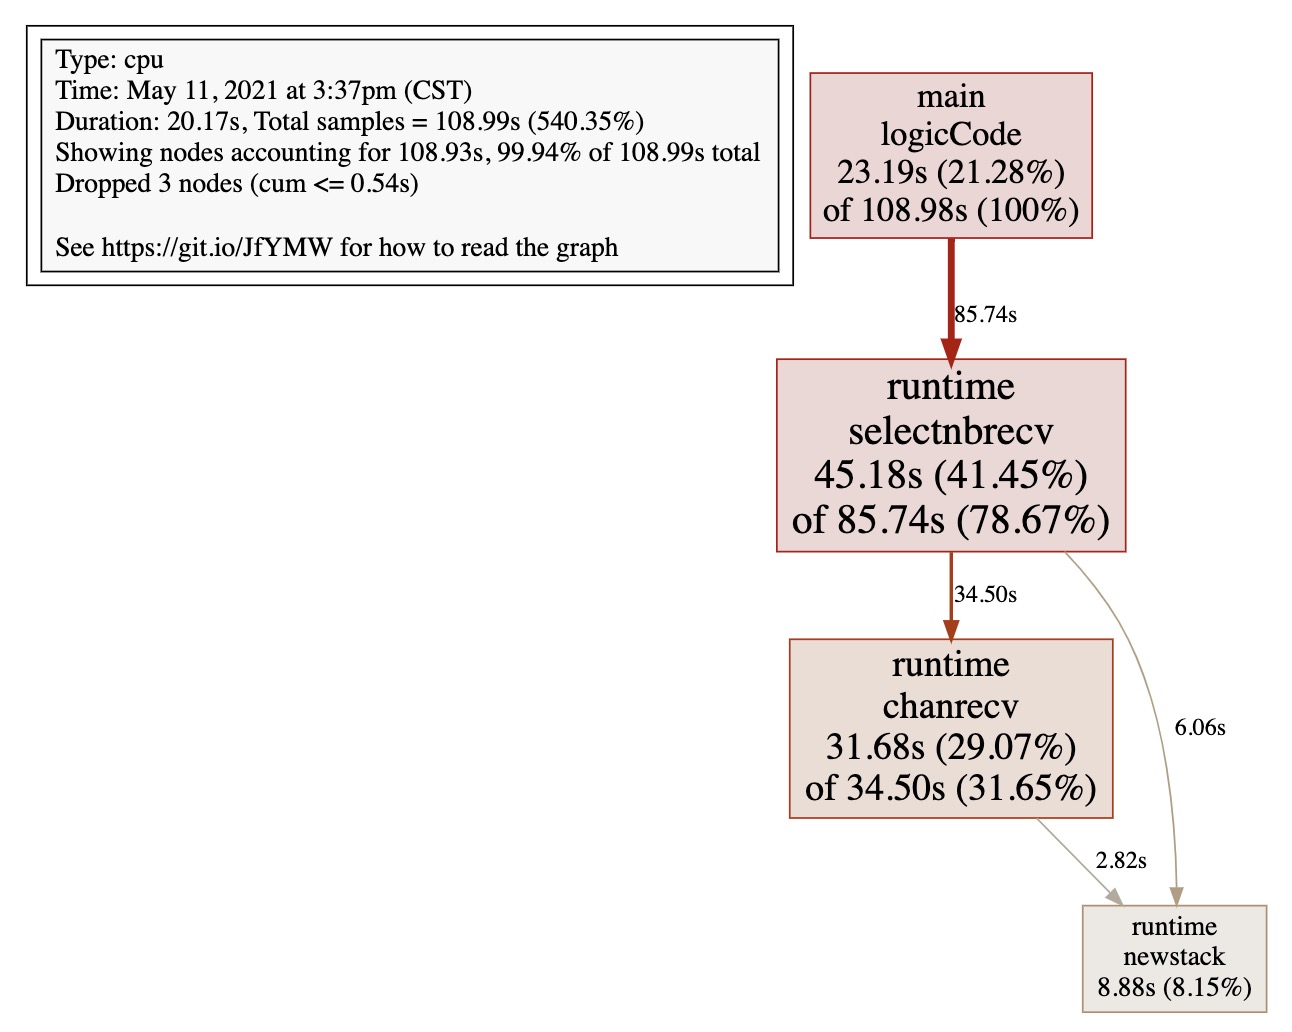 Type: cpu
Time: May 11, 2021 at 3:37pm (CST)
Duration: 20.17s, Total samples = 108.99s (540.35%)
Showing nodes accounting for 108.93s, 99.94% of 108.99s total
Dropped 3 nodes (cum <= 0.54s)
See https://git.io/JfYMW for how to read the graph
main
logicCode
23.19s (21.28%)
of 108.98s (100%)
85.74s
runtime
selectnbrecv
45.18s (41.45%)
of 85.74s (78.67%)
34.50s
runtime
chanrecv
31.68s (29.07%)
of 34.50s (31.65%)
6.06s
2.82s
runtime
newstack
8.88s (8.15%)